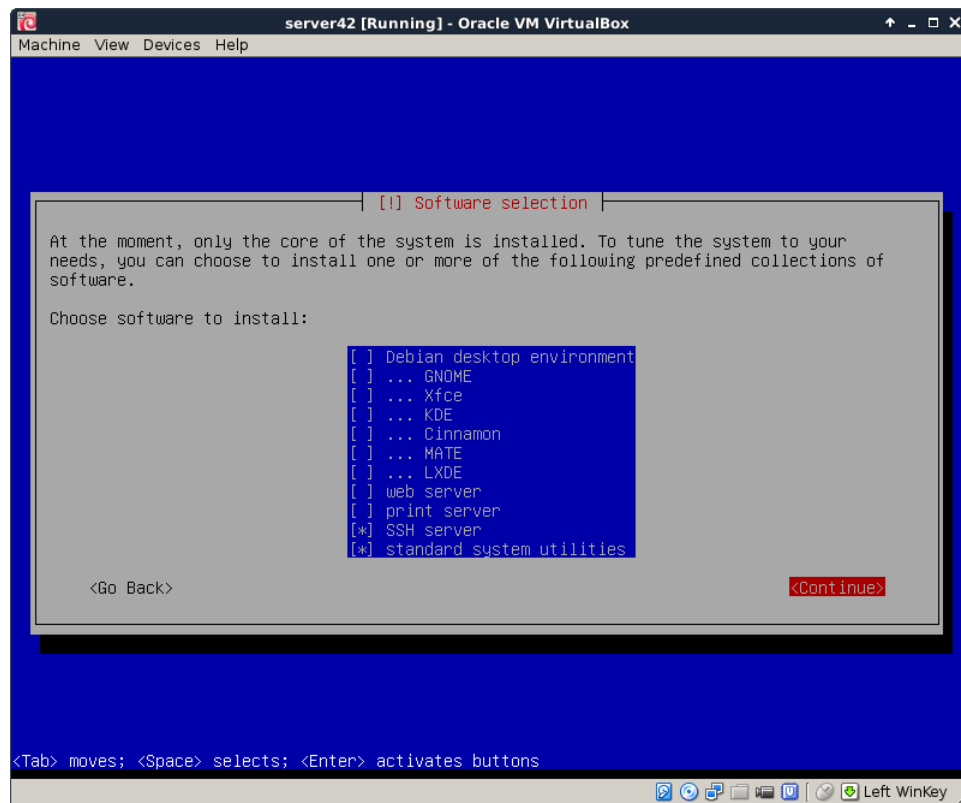 server42 [Running] - Oracle VM VirtualBox
Machine View Devices Help
[!] Software selection
At the moment, only the core of the system is installed. To tune the system to your
needs, you can choose to install one or more of the following predefined collections of
software.
Choose software to install:
[ ] Debian desktop environment
[ ] ... GNOME
[ ] ... Xfce
[ ] ... KDE
[ ] ... Cinnamon
[ ] ... MATE
[ ] ... LXDE
[ ] web server
[ ] print server
[*] SSH server
[*] standard system utilities
<Go Back> <Continue>
<Tab> moves; <Space> selects; <Enter> activates buttons
Left WinKey